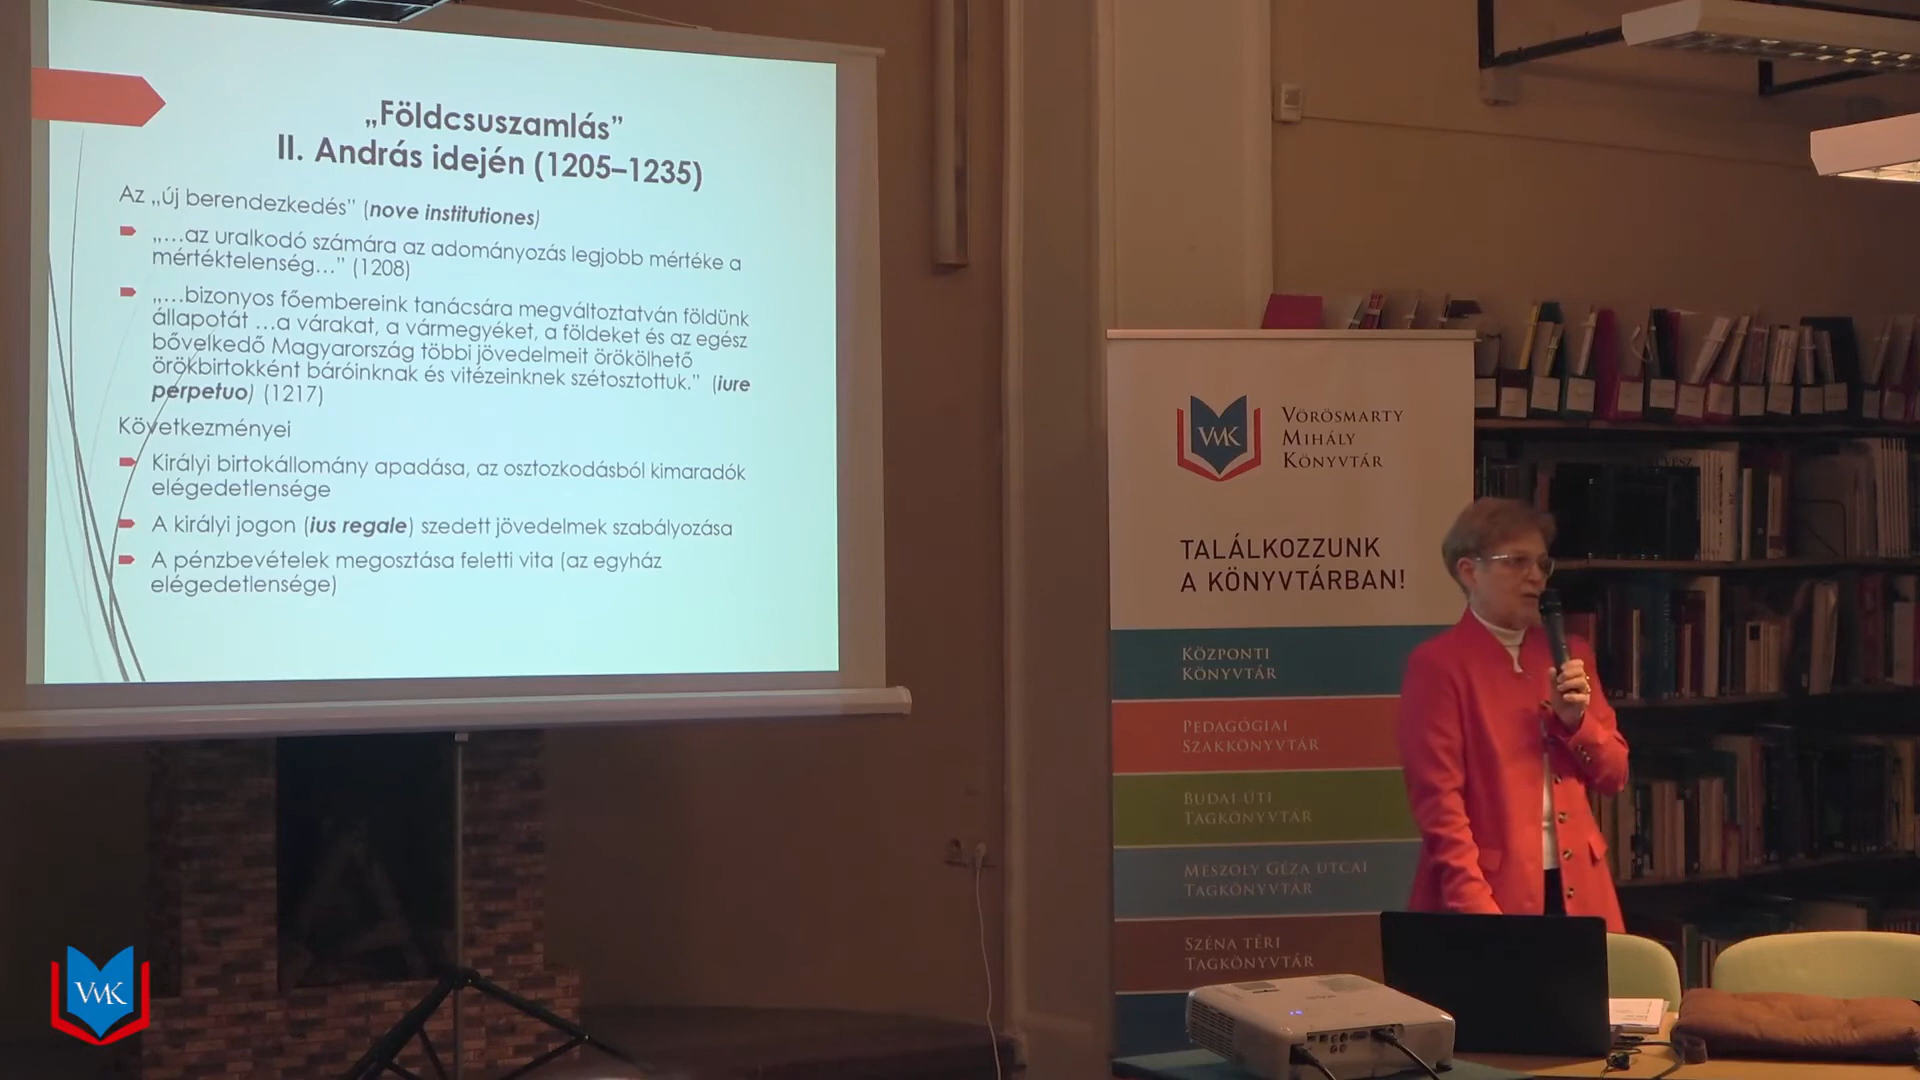 „Földcsuszamlás”
II. András idején (1205–1235)
Az „új berendezkedés” (nove institutiones)
„…az uralkodó számára az adományozás legjobb mértéke a
mértéktelenség…” (1208)
„…bizonyos főembereink tanácsára megváltoztatván földünk
állapotát …a várakat, a vármegyéket, a földeket és az egész
bővelkedő Magyarország többi jövedelmeit örökölhető
örökbirtokként báróinknak és vitézeinknek szétosztottuk.” (iure
perpetuo) (1217)
Következményei
Királyi birtokállomány apadása, az osztozkodásból kimaradók
elégedetlensége
A királyi jogon (ius regale) szedett jövedelmek szabályozása
A pénzbevételek megosztása feletti vita (az egyház
elégedetlensége)
VMK
VÖRÖSMARTY
MIHÁLY
KÖNYVTÁR
TALÁLKOZZUNK
A KÖNYVTÁRBAN!
KÖZPONTI
KÖNYVTÁR
PEDAGÓGIAI
SZAKKÖNYVTÁR
BUDAI ÚTI
TAGKÖNYVTÁR
MÉSZÖLY GÉZA UTCAI
TAGKÖNYVTÁR
SZÉNA TÉRI
TAGKÖNYVTÁR
VMK